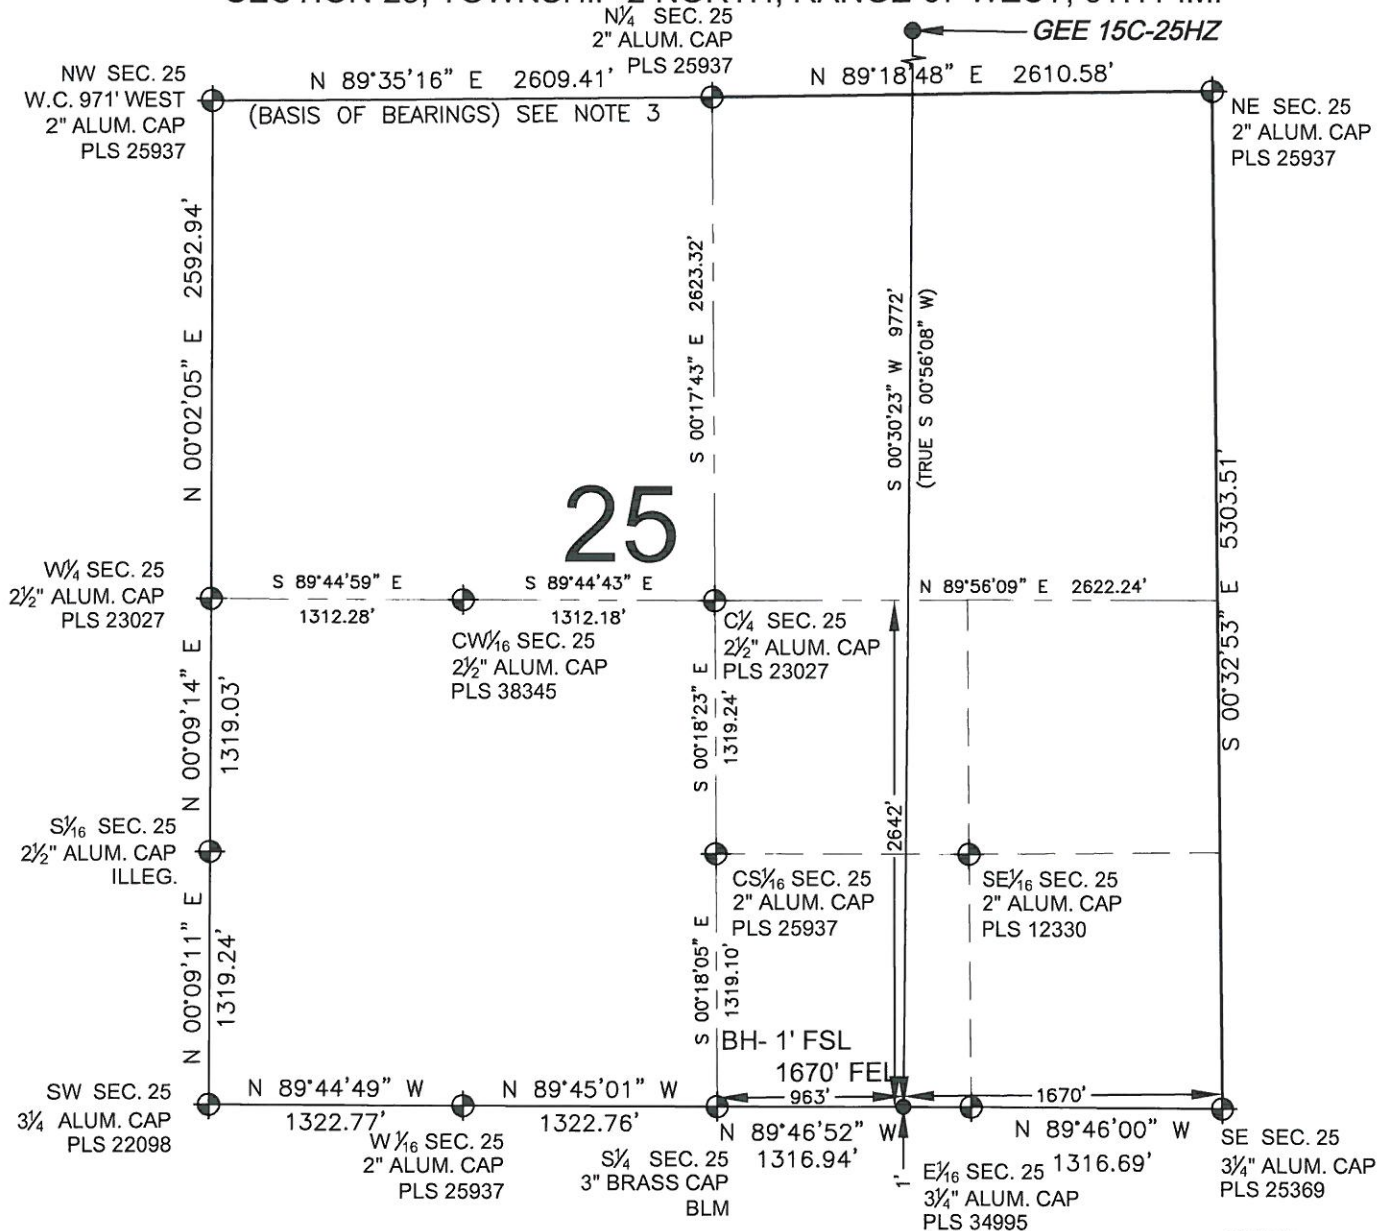 N¼ SEC. 25
2" ALUM. CAP
PLS 25937
GEE 15C-25HZ
NW SEC. 25
W.C. 971' WEST
2" ALUM. CAP
PLS 25937
N 89°35'16" E 2609.41'
(BASIS OF BEARINGS) SEE NOTE 3
N 89°18'48" E 2610.58'
NE SEC. 25
2" ALUM. CAP
PLS 25937
N 00°02'05" E 2592.94'
S 00°17'43" E 2623.32'
S 00°30'23" W 9772'
(TRUE S 00°56'08" W)
S 00°32'53" E 5303.51'
25
W¼ SEC. 25
2½" ALUM. CAP
PLS 23027
S 89°44'59" E
1312.28'
S 89°44'43" E
1312.18'
N 89°56'09" E 2622.24'
CW⅟16 SEC. 25
2½" ALUM. CAP
PLS 38345
C¼ SEC. 25
2½" ALUM. CAP
PLS 23027
N 00°09'14" E
1319.03'
S 00°18'23" E
1319.24'
2642'
S⅟16 SEC. 25
2½" ALUM. CAP
ILLEG.
CS⅟16 SEC. 25
2" ALUM. CAP
PLS 25937
SE⅟16 SEC. 25
2" ALUM. CAP
PLS 12330
N 00°09'11" E
1319.24'
S 00°18'05" E
1319.10'
BH- 1' FSL
1670' FEL
963'
1670'
SW SEC. 25
3¼ ALUM. CAP
PLS 22098
N 89°44'49" W
1322.77'
N 89°45'01" W
1322.76'
N 89°46'52" W
1316.94'
N 89°46'00" W
1316.69'
W ⅟16 SEC. 25
2" ALUM. CAP
PLS 25937
S¼ SEC. 25
3" BRASS CAP
BLM
1'
E⅟16 SEC. 25
3¼" ALUM. CAP
PLS 34995
SE SEC. 25
3¼" ALUM. CAP
PLS 25369